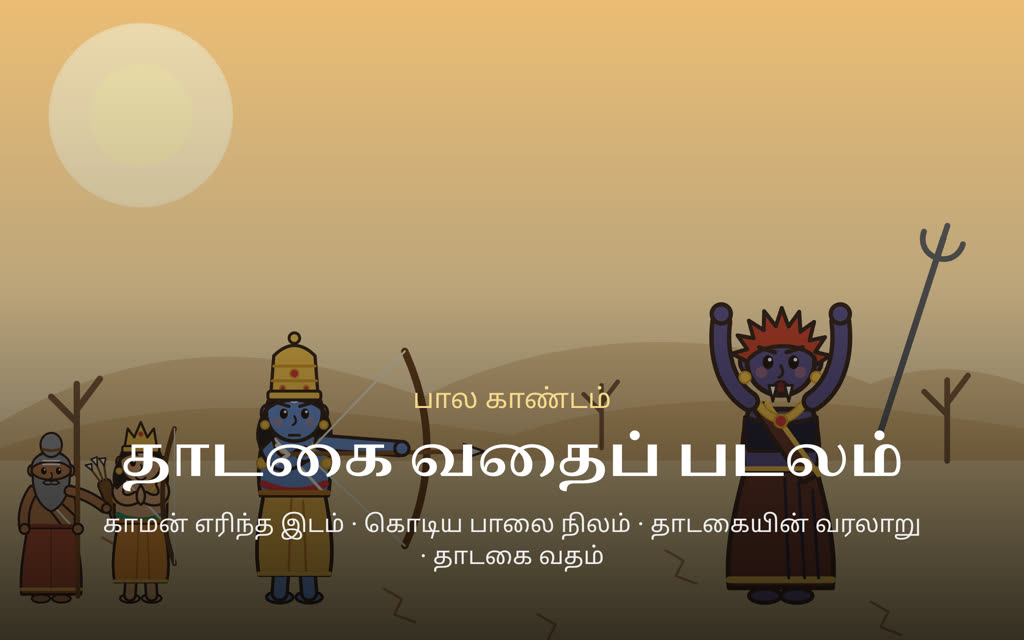 பால காண்டம்
தாடகை வதைப் படலம்
காமன் எரிந்த இடம் · கொடிய பாலை நிலம் · தாடகையின் வரலாறு
· தாடகை வதம்